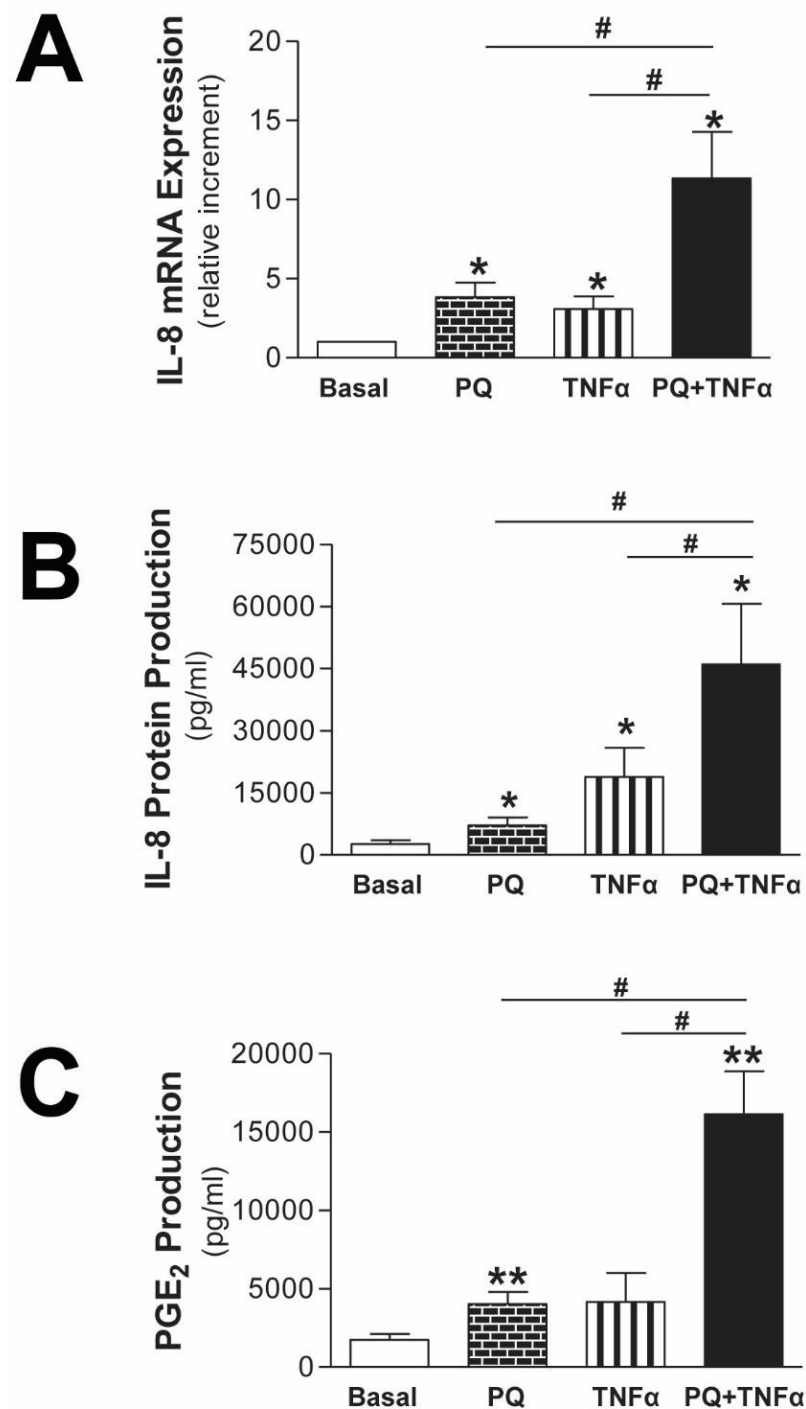 A
IL-8 mRNA Expression
(relative increment)
20
15
10
5
0
#
#
*
*
*
Basal PQ TNFα PQ+TNFα
B
IL-8 Protein Production
(pg/ml)
75000
60000
45000
30000
15000
0
#
#
*
*
*
Basal PQ TNFα PQ+TNFα
C
PGE₂ Production
(pg/ml)
20000
15000
10000
5000
0
#
#
**
**
Basal PQ TNFα PQ+TNFα